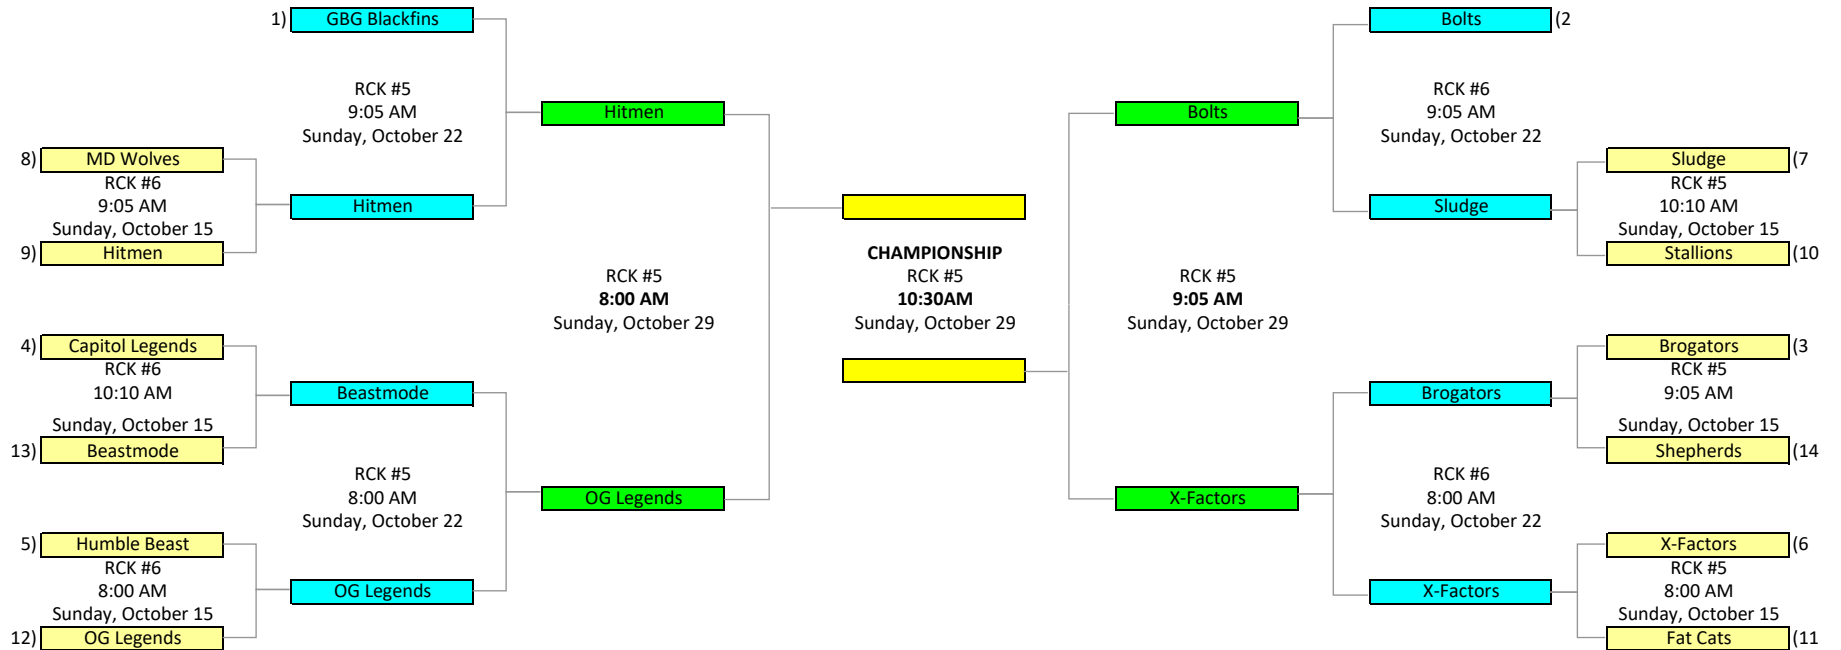 1) GBG Blackfins
RCK #5
9:05 AM
Sunday, October 22
Hitmen
8) MD Wolves
RCK #6
9:05 AM
Sunday, October 15
9) Hitmen
Hitmen
4) Capitol Legends
RCK #6
10:10 AM
Sunday, October 15
13) Beastmode
Beastmode
RCK #5
8:00 AM
Sunday, October 22
OG Legends
5) Humble Beast
RCK #6
8:00 AM
Sunday, October 15
12) OG Legends
OG Legends
RCK #5
8:00 AM
Sunday, October 29
CHAMPIONSHIP
RCK #5
10:30AM
Sunday, October 29
RCK #5
9:05 AM
Sunday, October 29
Bolts
Bolts (2
RCK #6
9:05 AM
Sunday, October 22
Sludge
Sludge (7
RCK #5
10:10 AM
Sunday, October 15
Stallions (10
X-Factors
Brogators
Brogators (3
RCK #5
9:05 AM
Sunday, October 15
Shepherds (14
RCK #6
8:00 AM
Sunday, October 22
X-Factors
X-Factors (6
RCK #5
8:00 AM
Sunday, October 15
Fat Cats (11